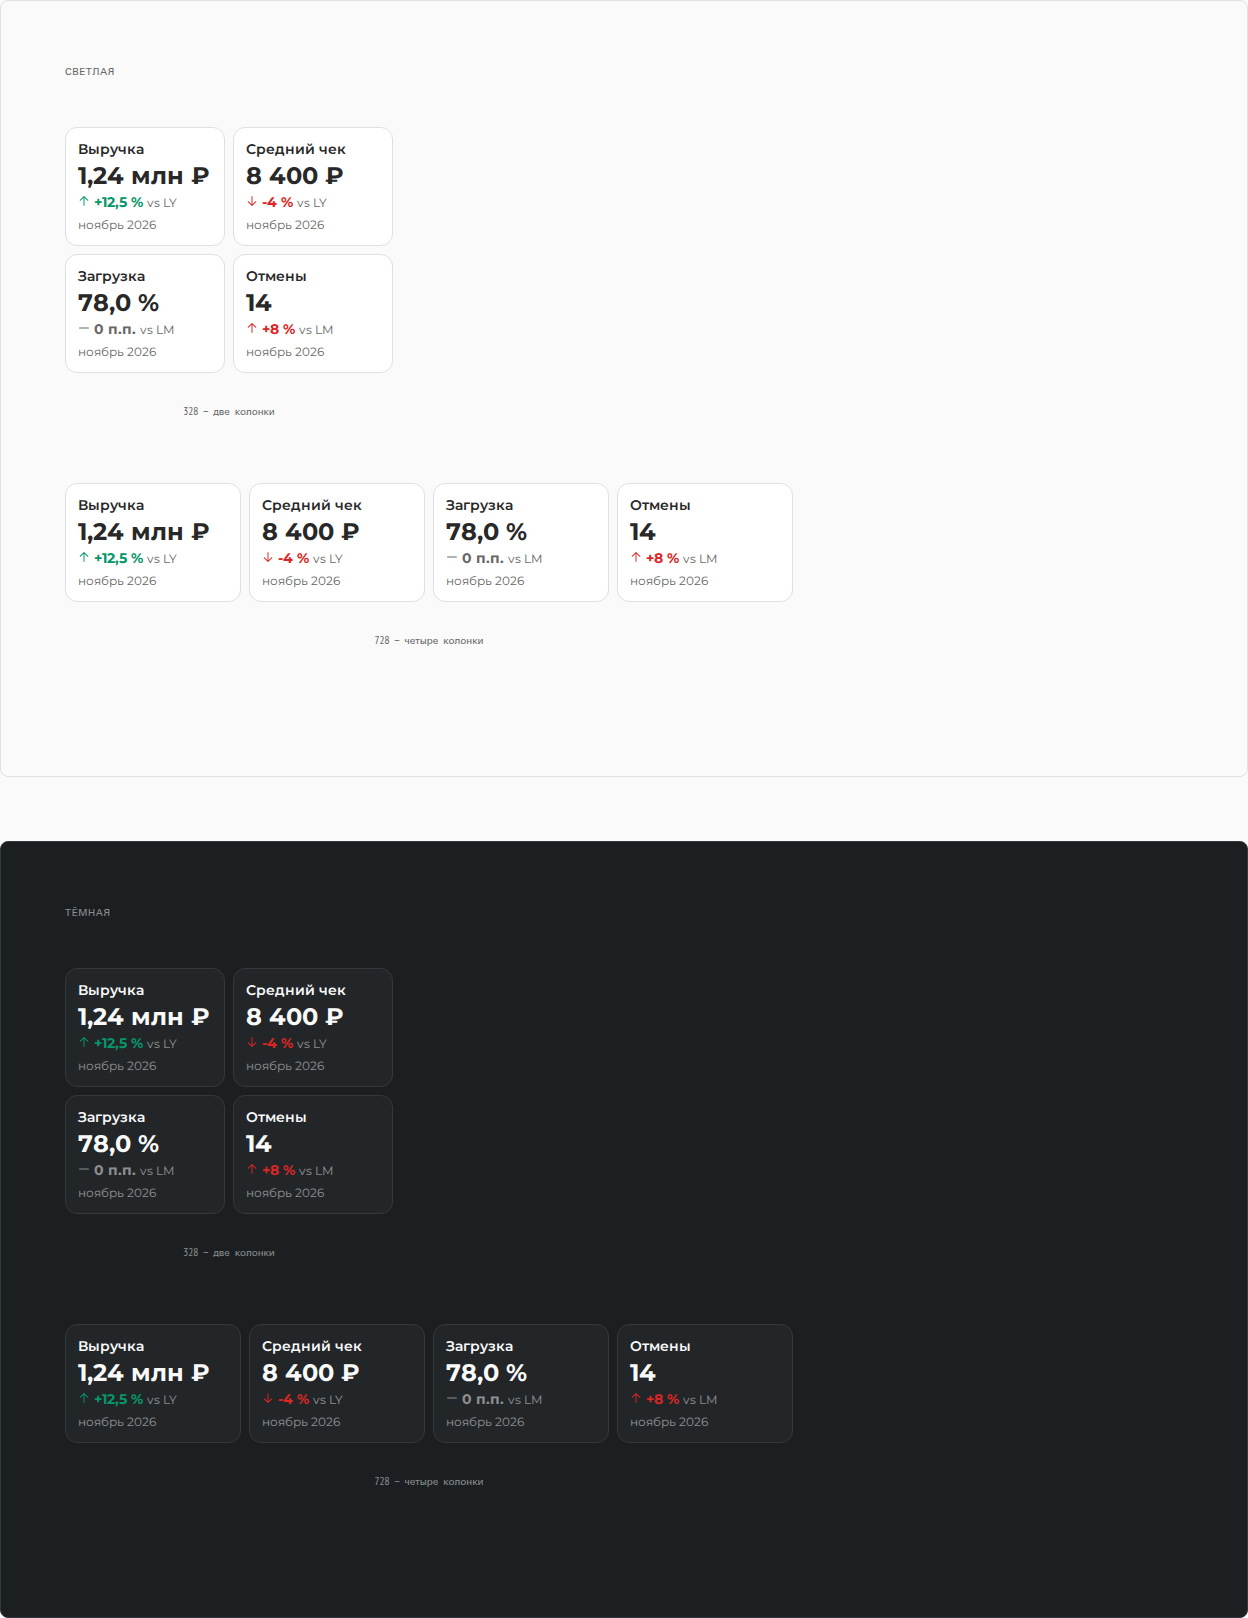 СВЕТЛАЯ
Выручка
1,24 млн ₽
↑ +12,5 % vs LY
ноябрь 2026
Средний чек
8 400 ₽
↓ -4 % vs LY
ноябрь 2026
Загрузка
78,0 %
— 0 п.п. vs LM
ноябрь 2026
Отмены
14
↑ +8 % vs LM
ноябрь 2026
328 — две колонки
Выручка
1,24 млн ₽
↑ +12,5 % vs LY
ноябрь 2026
Средний чек
8 400 ₽
↓ -4 % vs LY
ноябрь 2026
Загрузка
78,0 %
— 0 п.п. vs LM
ноябрь 2026
Отмены
14
↑ +8 % vs LM
ноябрь 2026
728 — четыре колонки
ТЁМНАЯ
Выручка
1,24 млн ₽
↑ +12,5 % vs LY
ноябрь 2026
Средний чек
8 400 ₽
↓ -4 % vs LY
ноябрь 2026
Загрузка
78,0 %
— 0 п.п. vs LM
ноябрь 2026
Отмены
14
↑ +8 % vs LM
ноябрь 2026
328 — две колонки
Выручка
1,24 млн ₽
↑ +12,5 % vs LY
ноябрь 2026
Средний чек
8 400 ₽
↓ -4 % vs LY
ноябрь 2026
Загрузка
78,0 %
— 0 п.п. vs LM
ноябрь 2026
Отмены
14
↑ +8 % vs LM
ноябрь 2026
728 — четыре колонки